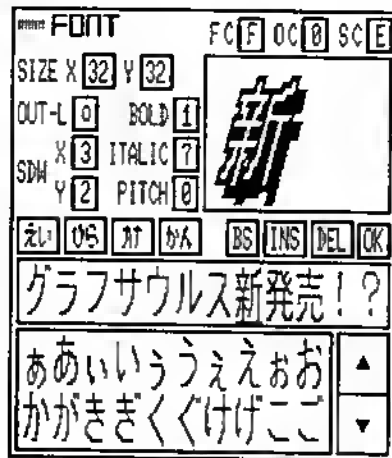 FONT
FC F OC 0 SC E
SIZE X 32 Y 32
OUT-L 0 BOLD 1
SDW X 3 ITALIC ?
Y 2 PITCH 0
新
えい ひら カナ かん BS INS DEL OK
グラフサウルス新発売!?
ぁあぃいぅうぇえぉお
かがきぎくぐけげこご